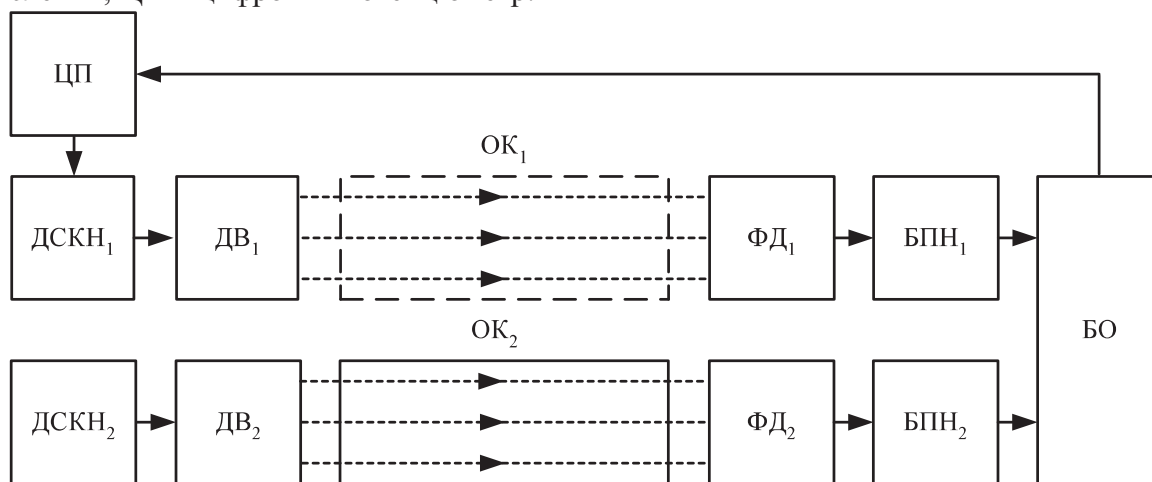 ЦП
ОК₁
ДСКН₁ ДВ₁ ФД₁ БПН₁
ОК₂
БО
ДСКН₂ ДВ₂ ФД₂ БПН₂